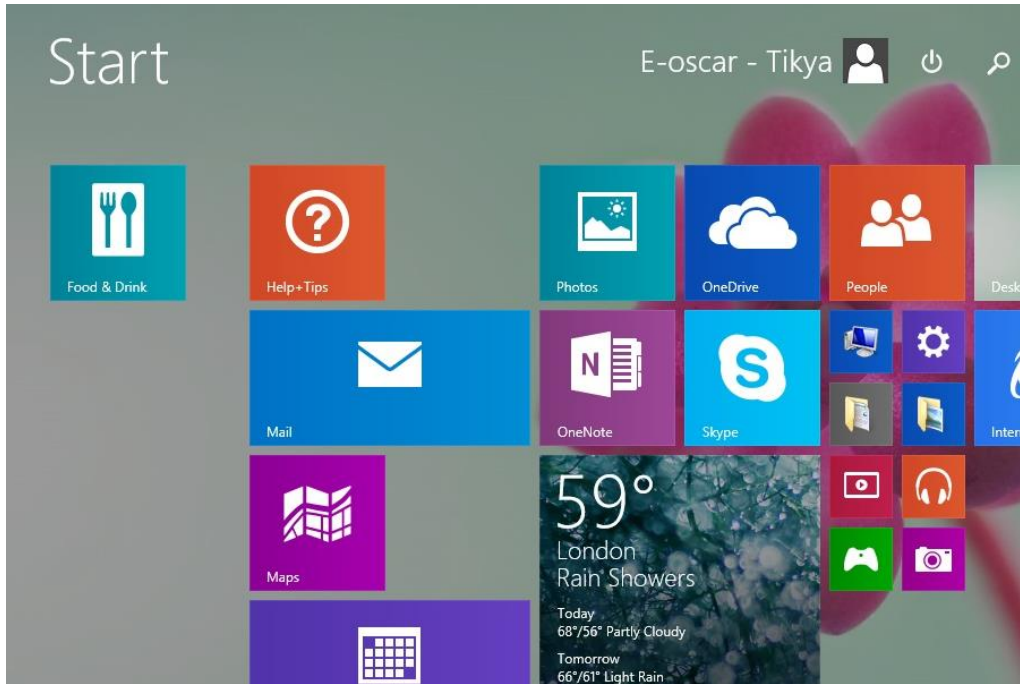 Start
E-oscar - Tikya
Food & Drink
Help+Tips
Photos
OneDrive
People
Desk
Mail
OneNote
Skype
Inter
Maps
59°
London
Rain Showers
Today
68°/56° Partly Cloudy
Tomorrow
66°/61° Light Rain